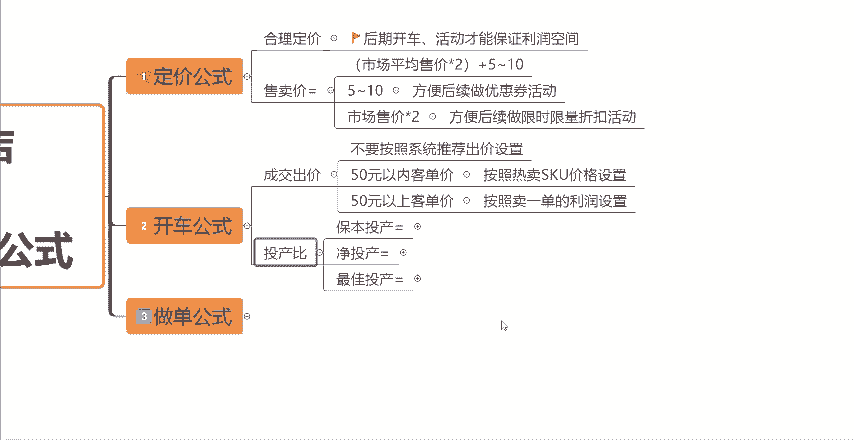 1 定价公式
合理定价
后期开车、活动才能保证利润空间
售卖价=
（市场平均售价*2）+5~10
5~10 方便后续做优惠券活动
市场售价*2 方便后续做限时限量折扣活动
公式
2 开车公式
成交出价
不要按照系统推荐出价设置
50元以内客单价 按照热卖SKU价格设置
50元以上客单价 按照卖一单的利润设置
投产比
保本投产=
净投产=
最佳投产=
3 做单公式